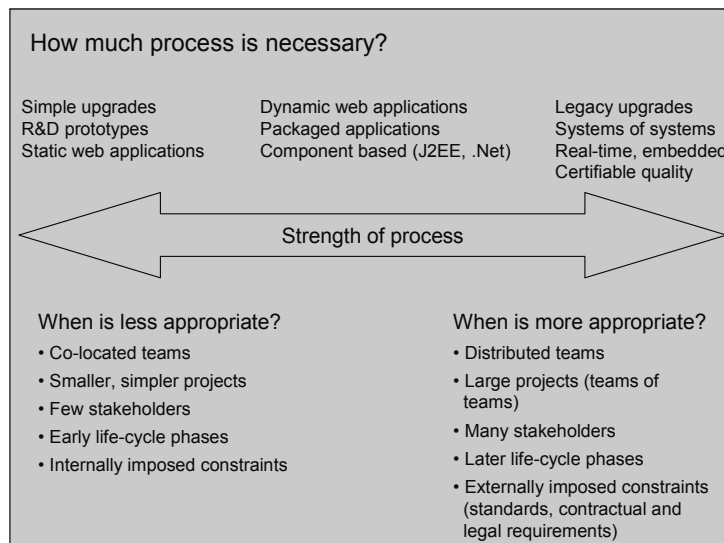 How much process is necessary?
Simple upgrades
R&D prototypes
Static web applications
Dynamic web applications
Packaged applications
Component based (J2EE, .Net)
Legacy upgrades
Systems of systems
Real-time, embedded
Certifiable quality
Strength of process
When is less appropriate?
• Co-located teams
• Smaller, simpler projects
• Few stakeholders
• Early life-cycle phases
• Internally imposed constraints
When is more appropriate?
• Distributed teams
• Large projects (teams of
teams)
• Many stakeholders
• Later life-cycle phases
• Externally imposed constraints
(standards, contractual and
legal requirements)